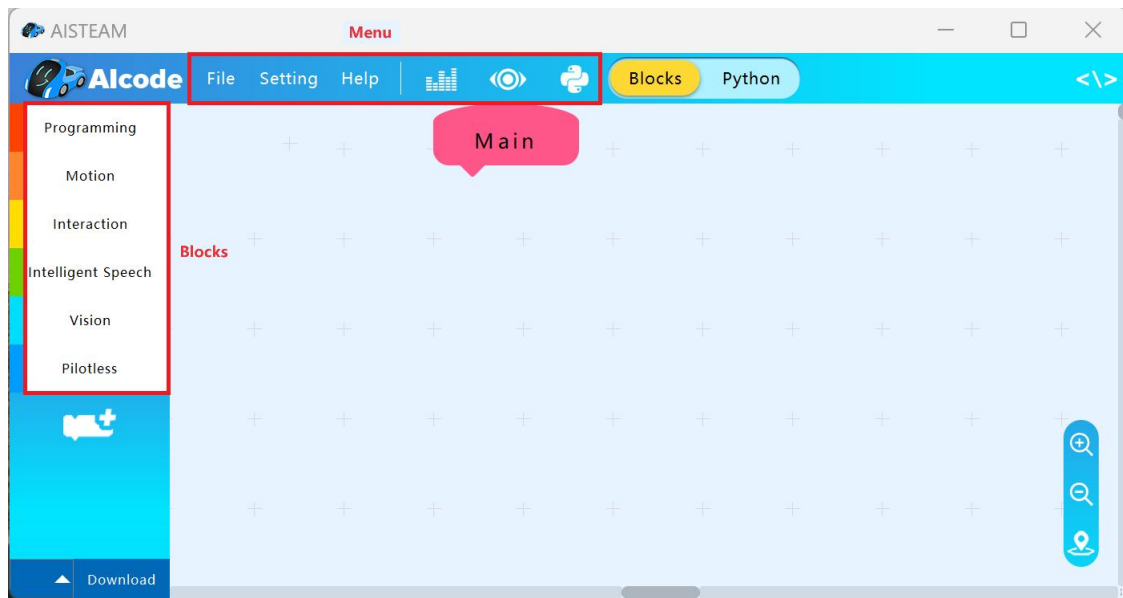 AISTEAM
Menu
AIcode File Setting Help Blocks Python <\>
Main
Programming
Motion
Interaction
Blocks
Intelligent Speech
Vision
Pilotless
Download